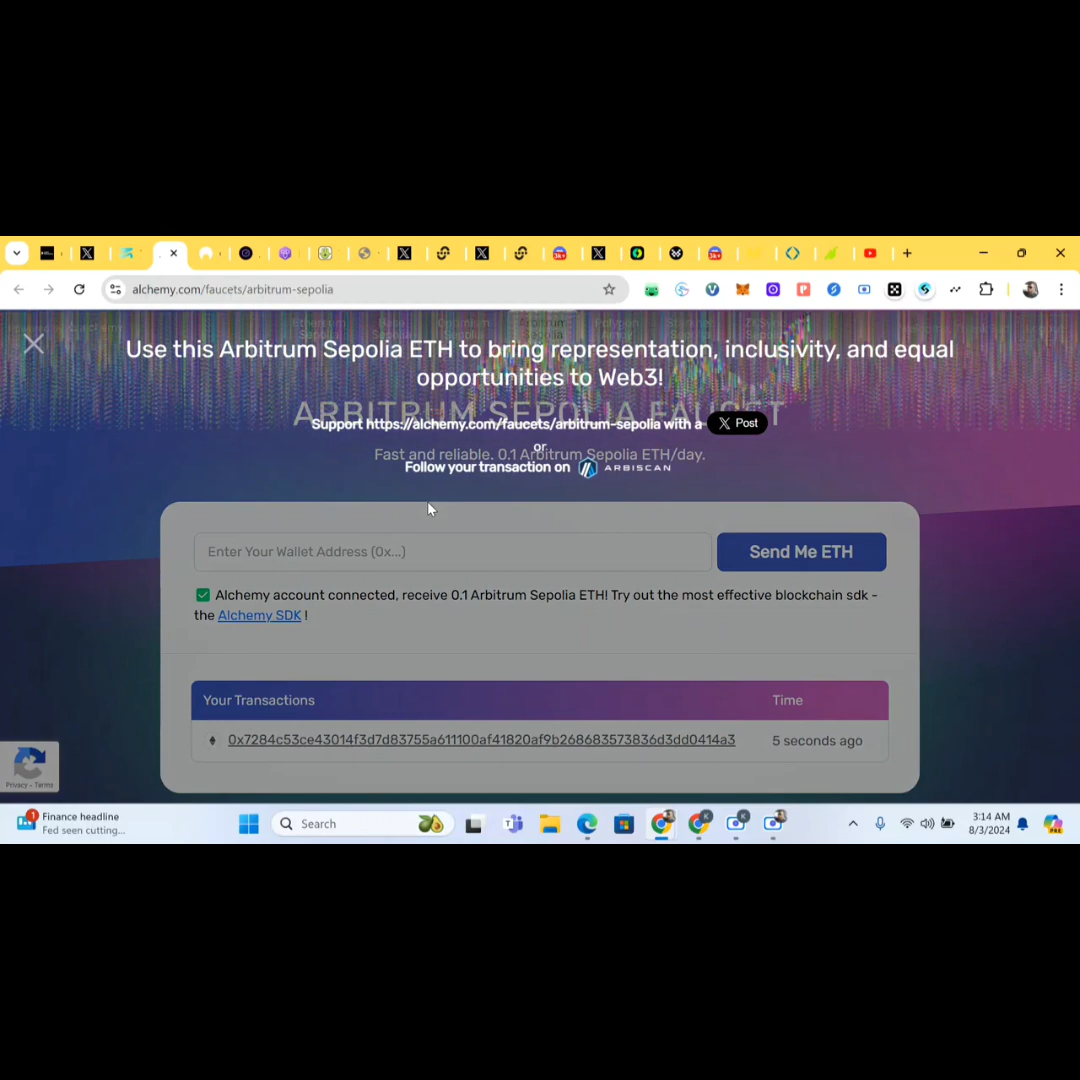 alchemy.com/faucets/arbitrum-sepolia
Use this Arbitrum Sepolia ETH to bring representation, inclusivity, and equal
opportunities to Web3!
ARBITRUM SEPOLIA FAUCET
Support https://alchemy.com/faucets/arbitrum-sepolia with a X Post
or
Fast and reliable. 0.1 Arbitrum Sepolia ETH/day.
Follow your transaction on ARBISCAN
Enter Your Wallet Address (0x...)
Send Me ETH
Alchemy account connected, receive 0.1 Arbitrum Sepolia ETH! Try out the most effective blockchain sdk -
the Alchemy SDK !
Your Transactions
Time
0x7284c53ce43014f3d7d83755a611100af41820af9b268683573836d3dd0414a3
5 seconds ago
Privacy - Terms
1
Finance headline
Fed seen cutting...
Search
3:14 AM
8/3/2024